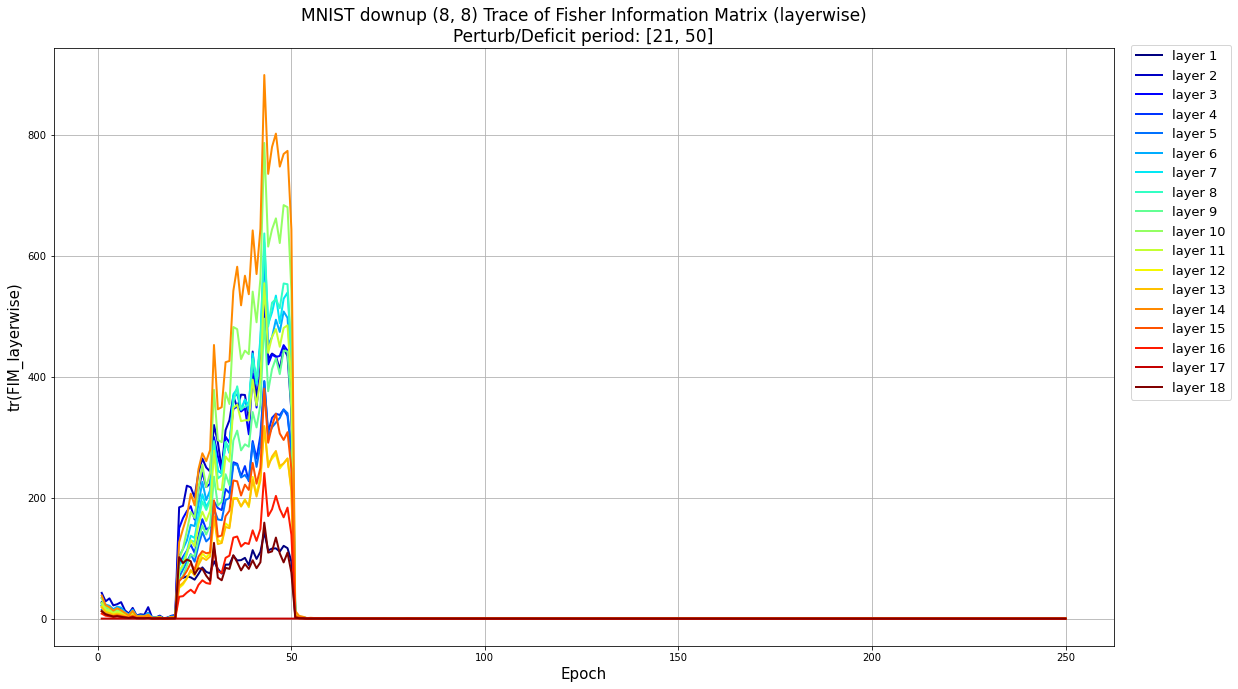 MNIST downup (8, 8) Trace of Fisher Information Matrix (layerwise)
Perturb/Deficit period: [21, 50]
tr(FIM_layerwise)
800
600
400
200
0
0 50 100 150 200 250
Epoch
layer 1
layer 2
layer 3
layer 4
layer 5
layer 6
layer 7
layer 8
layer 9
layer 10
layer 11
layer 12
layer 13
layer 14
layer 15
layer 16
layer 17
layer 18